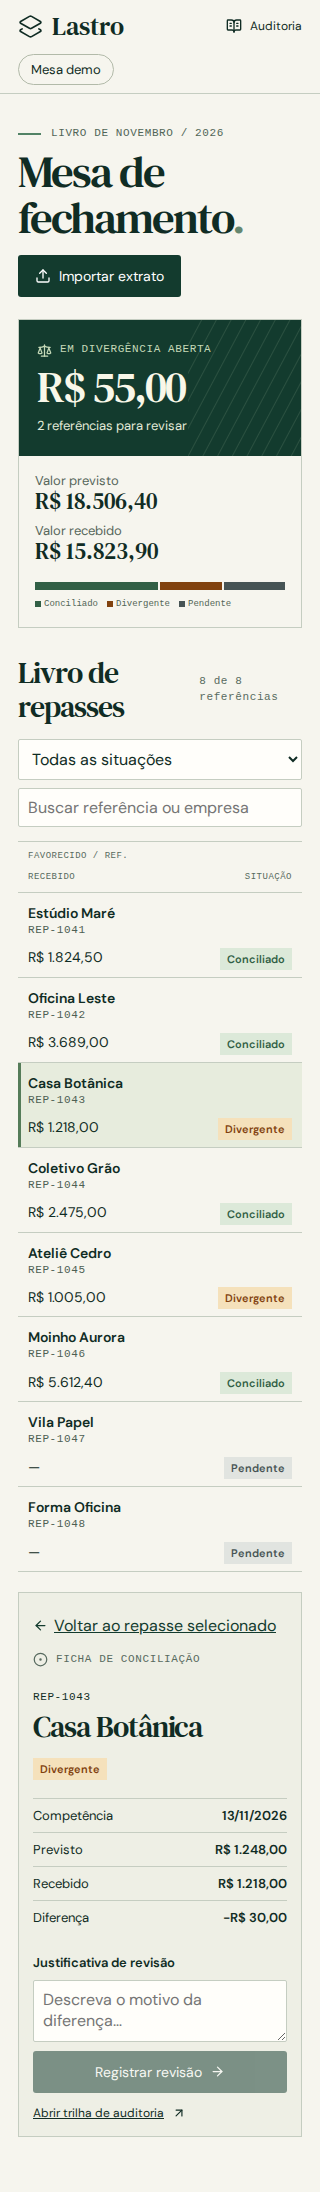 Lastro
Auditoria
Mesa demo
LIVRO DE NOVEMBRO / 2026
Mesa de
fechamento.
Importar extrato
EM DIVERGÊNCIA ABERTA
R$ 55,00
2 referências para revisar
Valor previsto
R$ 18.506,40
Valor recebido
R$ 15.823,90
Conciliado Divergente Pendente
Livro de
repasses
8 de 8
referências
Todas as situações
Buscar referência ou empresa
FAVORECIDO / REF.
RECEBIDO SITUAÇÃO
Estúdio Maré
REP-1041
R$ 1.824,50 Conciliado
Oficina Leste
REP-1042
R$ 3.689,00 Conciliado
Casa Botânica
REP-1043
R$ 1.218,00 Divergente
Coletivo Grão
REP-1044
R$ 2.475,00 Conciliado
Ateliê Cedro
REP-1045
R$ 1.005,00 Divergente
Moinho Aurora
REP-1046
R$ 5.612,40 Conciliado
Vila Papel
REP-1047
— Pendente
Forma Oficina
REP-1048
— Pendente
← Voltar ao repasse selecionado
FICHA DE CONCILIAÇÃO
REP-1043
Casa Botânica
Divergente
Competência 13/11/2026
Previsto R$ 1.248,00
Recebido R$ 1.218,00
Diferença -R$ 30,00
Justificativa de revisão
Descreva o motivo da
diferença...
Registrar revisão →
Abrir trilha de auditoria ↗